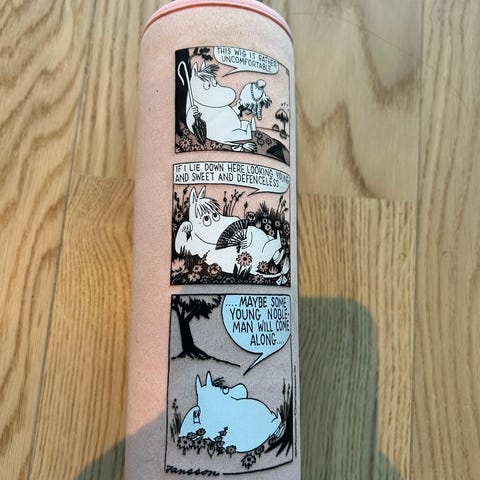 THIS WIG IS RATHER
UNCOMFORTABLE
IF I LIE DOWN HERE LOOKING YOUNG
AND SWEET AND DEFENCELESS
....MAYBE SOME
YOUNG NOBLE-
MAN WILL COME
ALONG....
Jansson